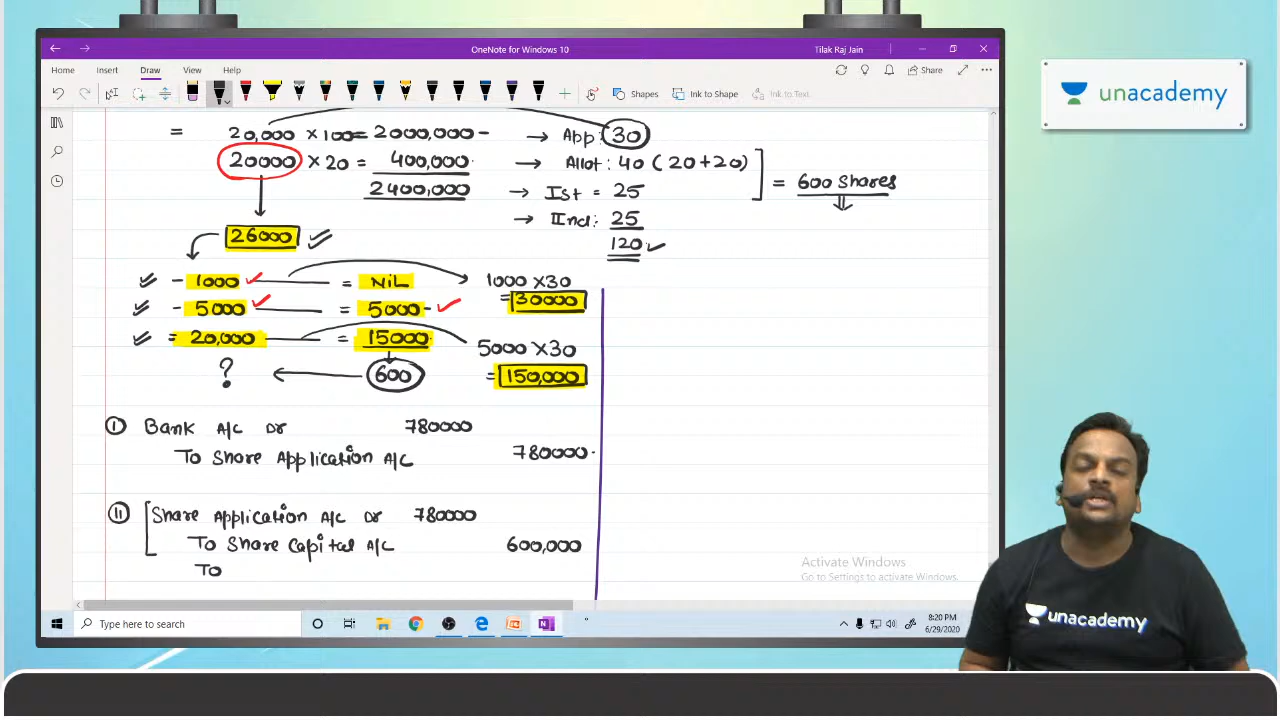 OneNote for Windows 10
Tilak Raj Jain
Home Insert Draw View Help
Share
Shapes
Ink to Shape
Ink to Text
= 20,000 × 100 = 2000,000 -
→ App: 30
20000 × 20 = 400,000
→ Allot: 40 (20+20)
2400,000
→ Ist = 25
= 600 Shares
→ IInd: 25
26000
120
- 1000 = NiL
1000 × 30
= 30000
- 5000 = 5000 -
= 20,000 = 15000
5000 × 30
? 600
= 150,000
I Bank A/C Dr 780000
To Share Application A/C 780000
II Share Application A/C Dr 780000
To Share Capital A/C 600,000
To
Activate Windows
Go to Settings to activate Windows.
Type here to search
8:20 PM
6/29/2020
unacademy
unacademy